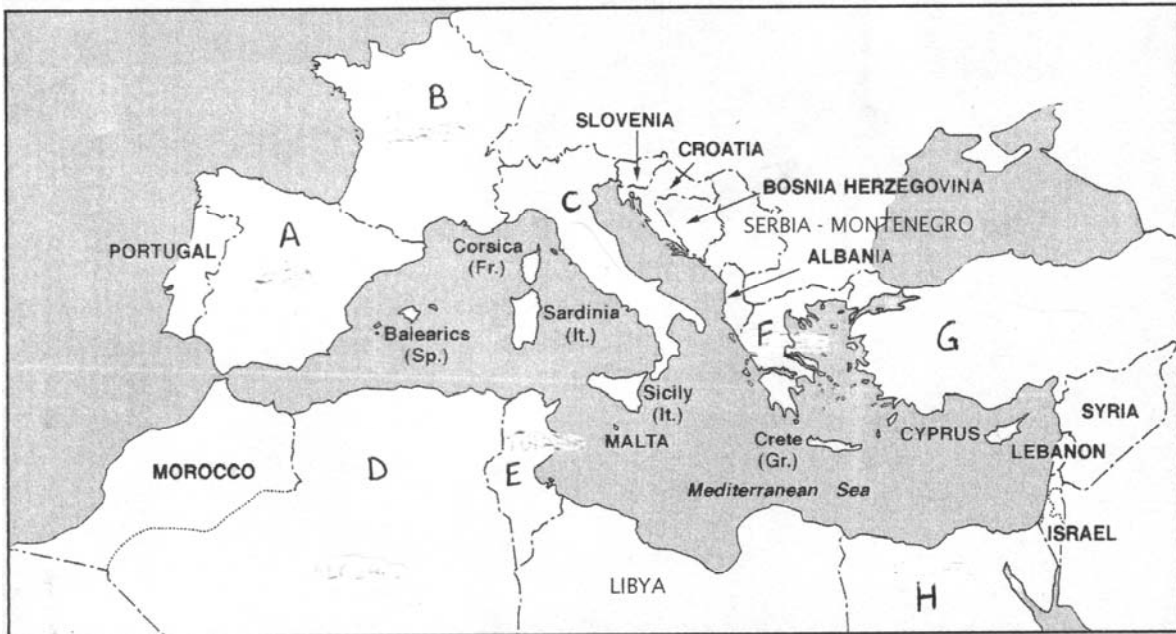 B
SLOVENIA
CROATIA
BOSNIA HERZEGOVINA
C
SERBIA - MONTENEGRO
A
PORTUGAL
Corsica
(Fr.)
ALBANIA
Sardinia
(It.)
Balearics
(Sp.)
F
G
Sicily
(It.)
SYRIA
MALTA
Crete
(Gr.)
CYPRUS
LEBANON
MOROCCO
D
E
Mediterranean Sea
ISRAEL
LIBYA
H